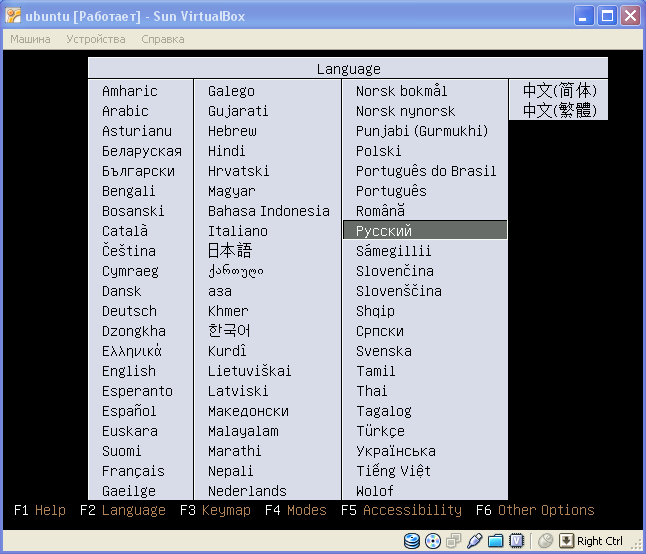 ubuntu [Работает] - Sun VirtualBox
Машина Устройства Справка
Language
Amharic
Arabic
Asturianu
Беларуская
Български
Bengali
Bosanski
Català
Čeština
Cymraeg
Dansk
Deutsch
Dzongkha
Ελληνικά
English
Esperanto
Español
Euskara
Suomi
Français
Gaeilge
Galego
Gujarati
Hebrew
Hindi
Hrvatski
Magyar
Bahasa Indonesia
Italiano
日本語
ქართული
аза
Khmer
한국어
Kurdî
Lietuviškai
Latviski
Македонски
Malayalam
Marathi
Nepali
Nederlands
Norsk bokmål
Norsk nynorsk
Punjabi (Gurmukhi)
Polski
Português do Brasil
Português
Română
Русский
Sámegillii
Slovenčina
Slovenščina
Shqip
Српски
Svenska
Tamil
Thai
Tagalog
Türkçe
Українська
Tiếng Việt
Wolof
中文(简体)
中文(繁體)
F1 Help F2 Language F3 Keymap F4 Modes F5 Accessibility F6 Other Options
Right Ctrl